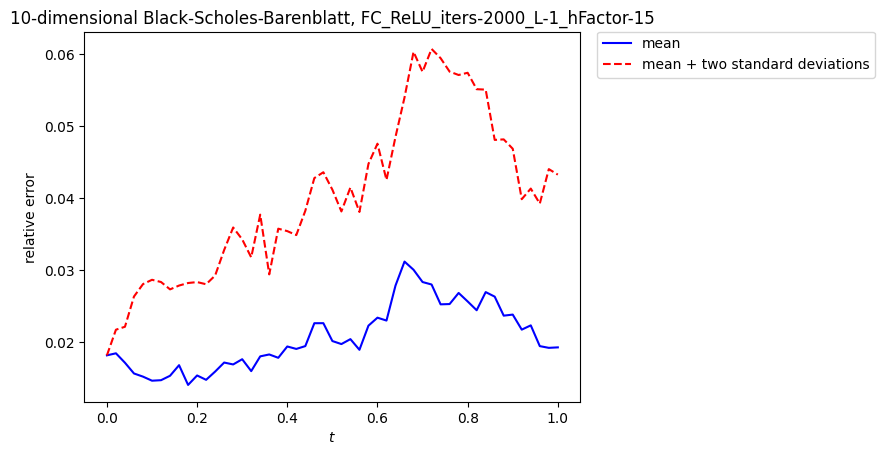 10-dimensional Black-Scholes-Barenblatt, FC_ReLU_iters-2000_L-1_hFactor-15
mean
mean + two standard deviations
0.06
0.05
0.04
0.03
0.02
relative error
0.0 0.2 0.4 0.6 0.8 1.0
t